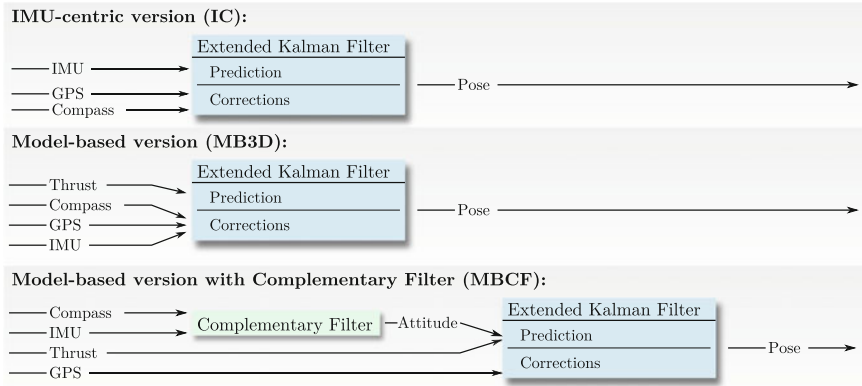 IMU-centric version (IC):
Extended Kalman Filter
IMU
Prediction
GPS
Corrections
Compass
Pose
Model-based version (MB3D):
Extended Kalman Filter
Thrust
Prediction
Compass
GPS
Corrections
IMU
Pose
Model-based version with Complementary Filter (MBCF):
Compass
IMU
Complementary Filter
Attitude
Thrust
GPS
Extended Kalman Filter
Prediction
Corrections
Pose